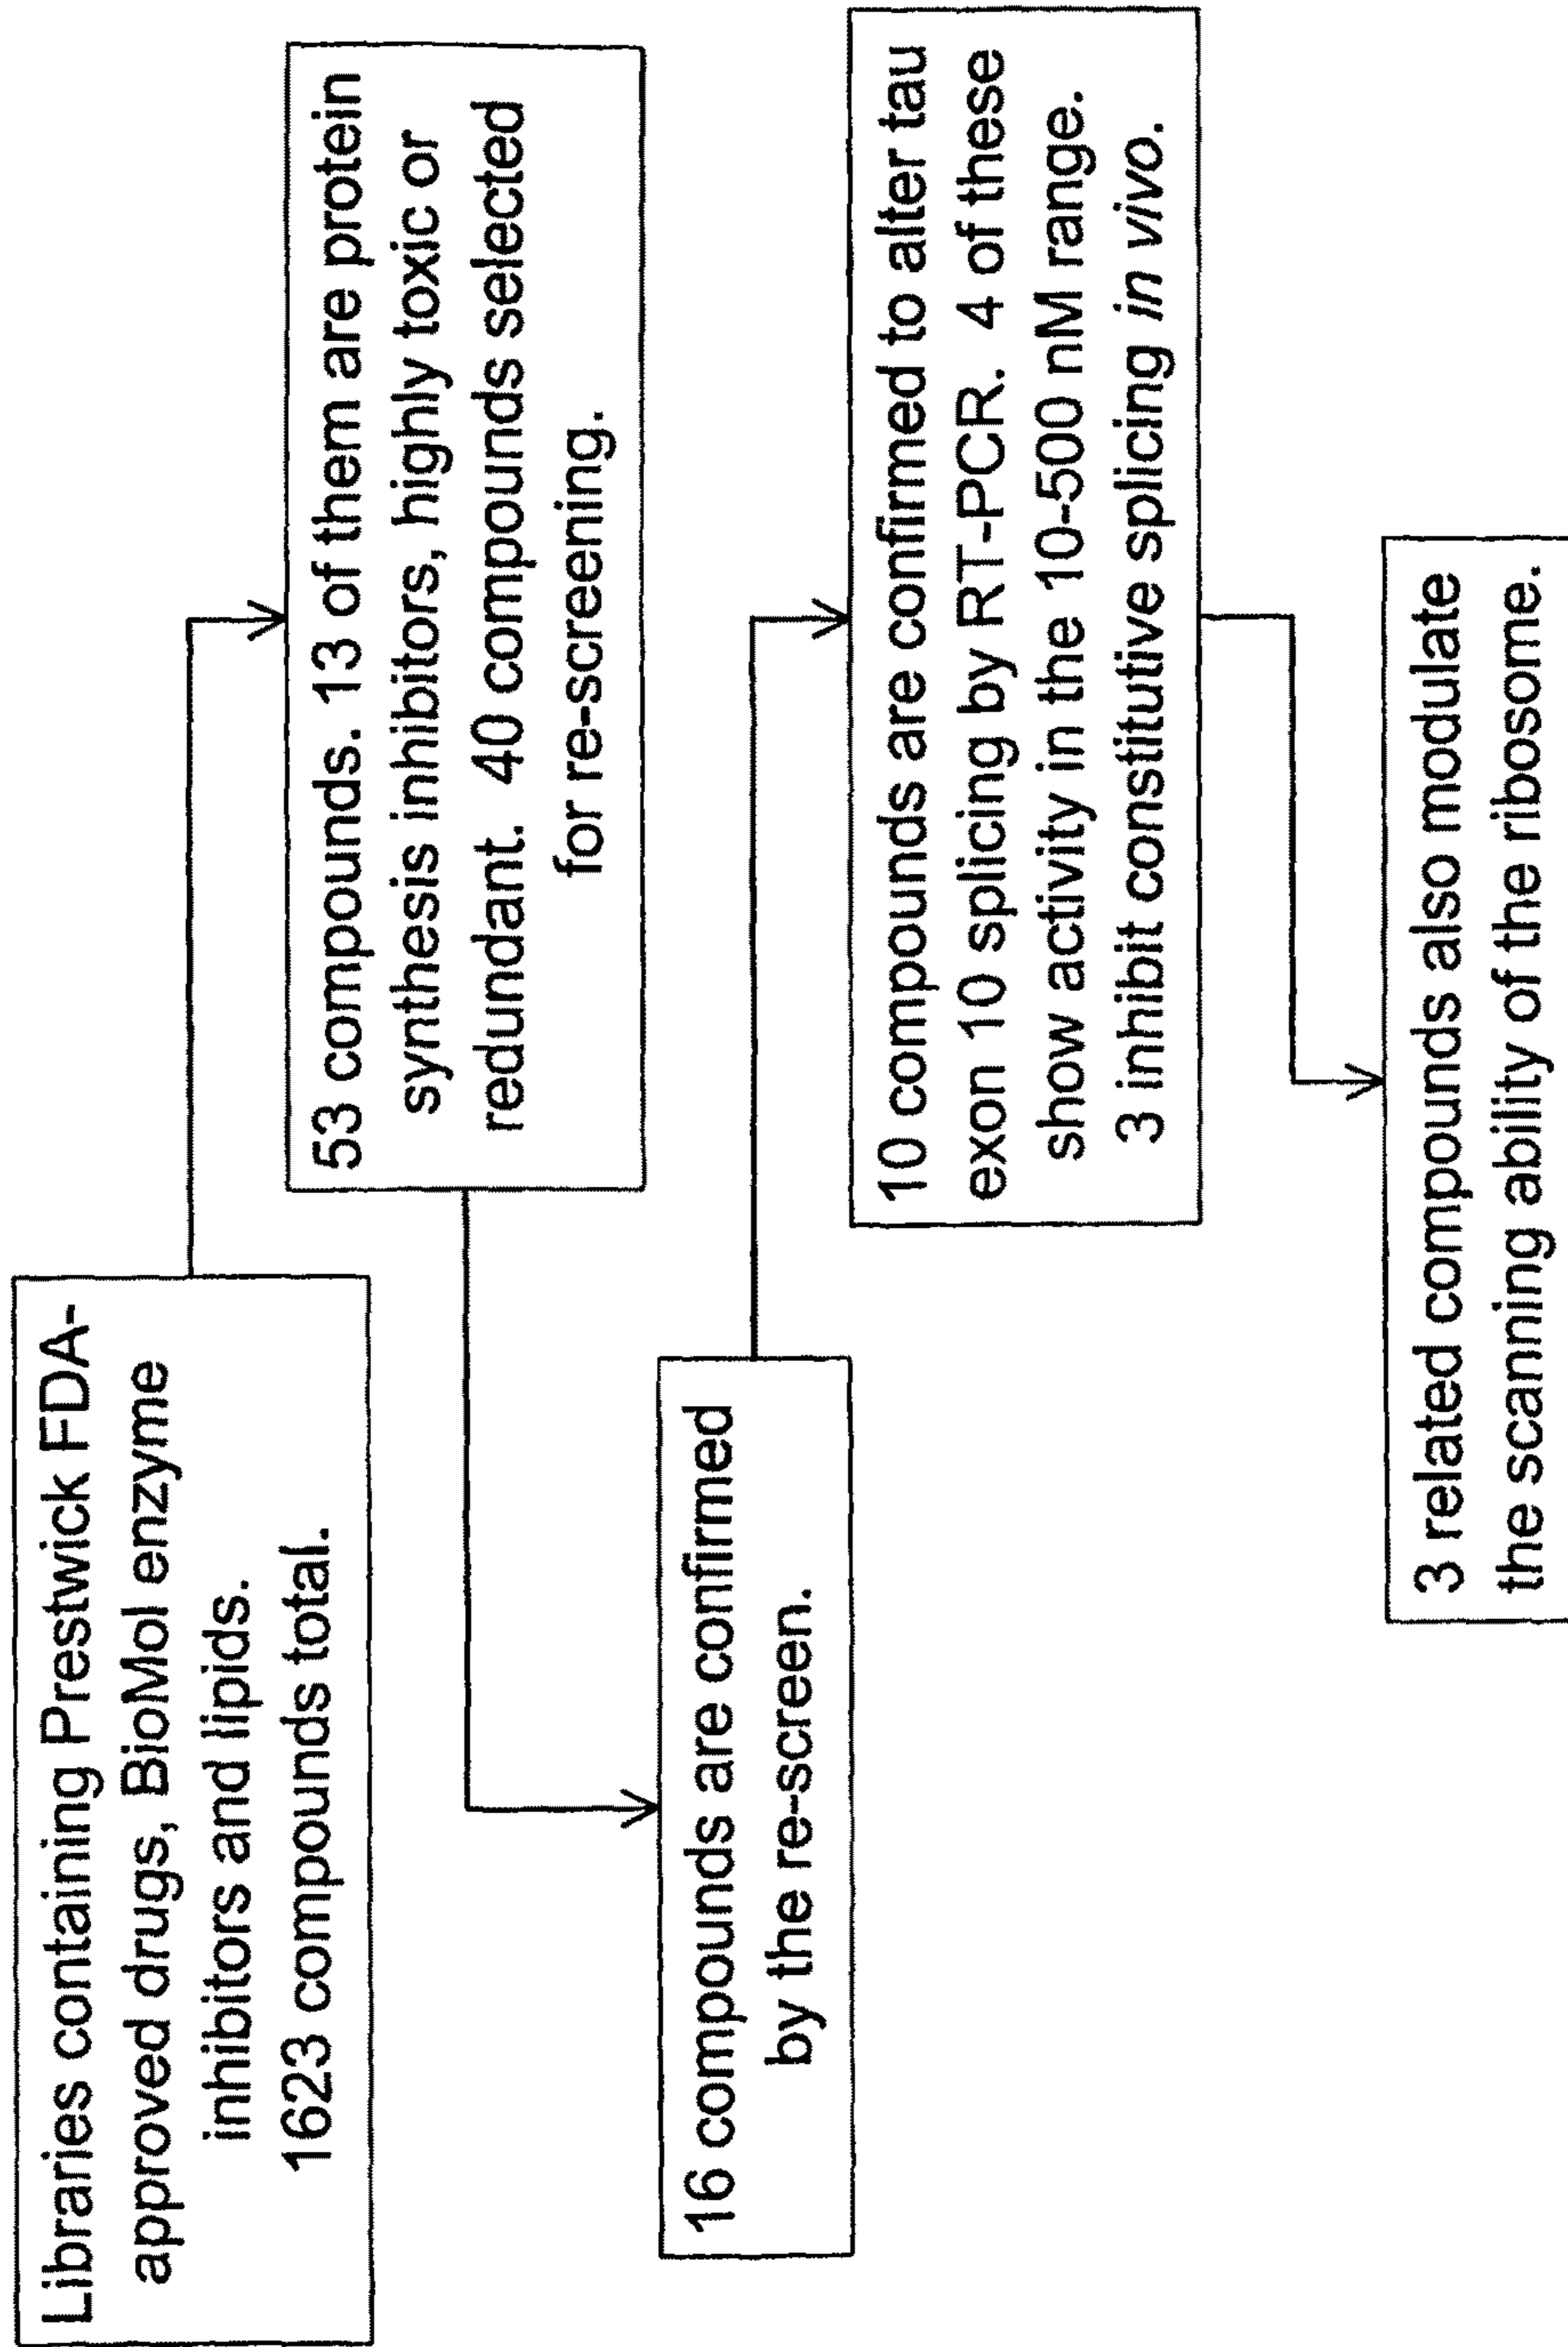 Libraries containing Prestwick FDA-
approved drugs, BioMol enzyme
inhibitors and lipids.
1623 compounds total.
53 compounds. 13 of them are protein
synthesis inhibitors, highly toxic or
redundant. 40 compounds selected
for re-screening.
16 compounds are confirmed
by the re-screen.
10 compounds are confirmed to alter tau
exon 10 splicing by RT-PCR. 4 of these
show activity in the 10-500 nM range.
3 inhibit constitutive splicing in vivo.
3 related compounds also modulate
the scanning ability of the ribosome.